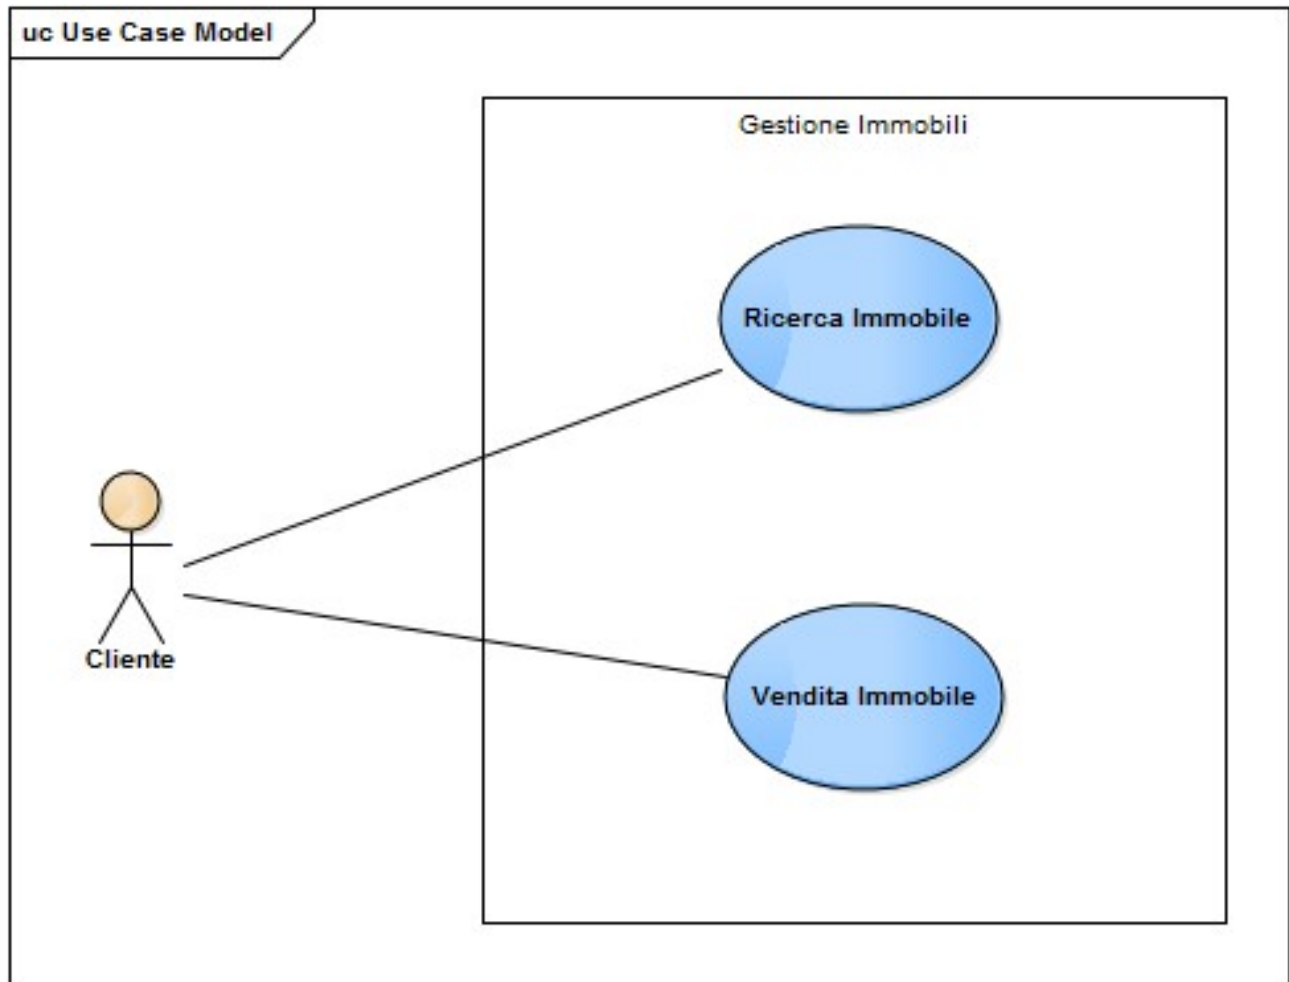 uc Use Case Model
Gestione Immobili
Ricerca Immobile
Cliente
Vendita Immobile